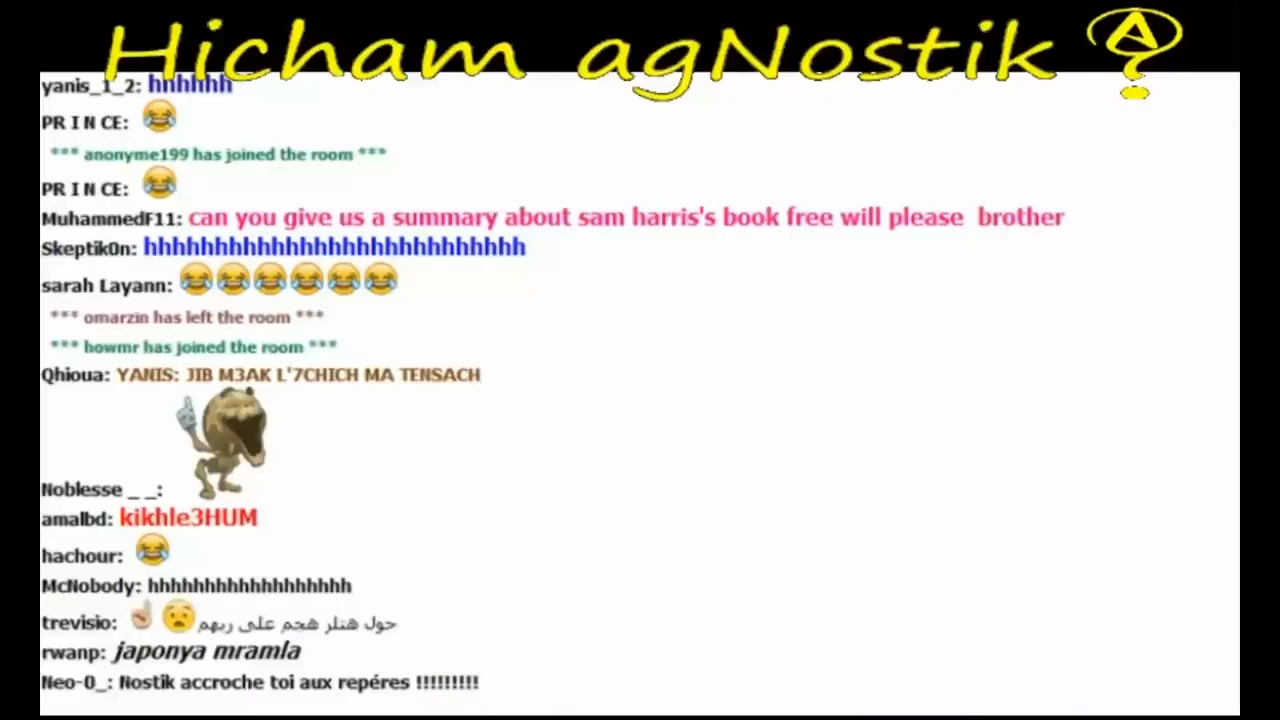 Hicham agNostik
yanis_1_2: hhhhhhh
PR I N CE: 😂
*** anonyme199 has joined the room ***
PR I N CE: 😂
MuhammedF11: can you give us a summary about sam harris's book free will please  brother
Skeptik0n: hhhhhhhhhhhhhhhhhhhhhhhhhhh
sarah Layann: 😂😂😂😂😂😂
*** omarzin has left the room ***
*** howmr has joined the room ***
Qhioua: YANIS: JIB M3AK L'7CHICH MA TENSACH
Noblesse _ _:
amalbd: kikhle3HUM
hachour: 😂
McNobody: hhhhhhhhhhhhhhhhhh
trevisio: ☝😧 حول هتلر هجم على ربهم
rwanp: japonya mramla
Neo-0_: Nostik accroche toi aux repéres !!!!!!!!!